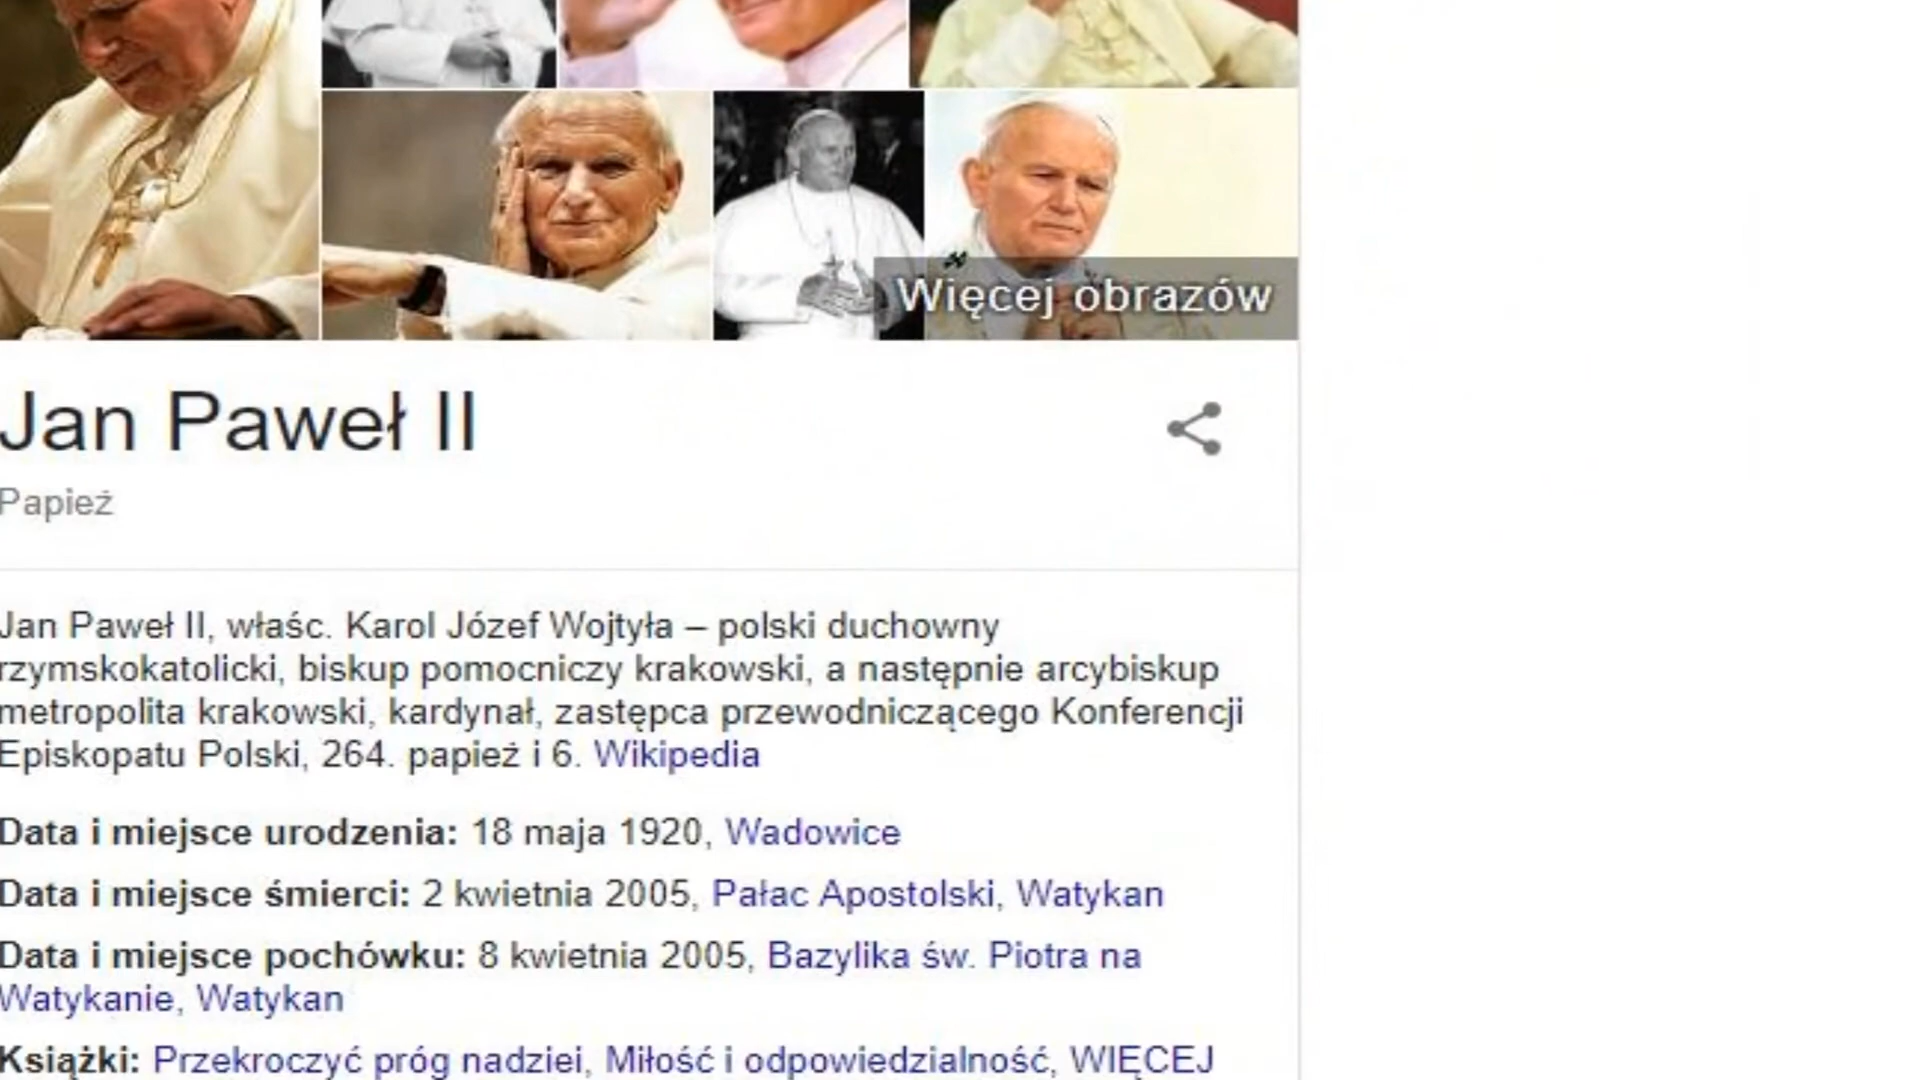 Więcej obrazów
Jan Paweł II
Papież
Jan Paweł II, właśc. Karol Józef Wojtyła – polski duchowny
rzymskokatolicki, biskup pomocniczy krakowski, a następnie arcybiskup
metropolita krakowski, kardynał, zastępca przewodniczącego Konferencji
Episkopatu Polski, 264. papież i 6. Wikipedia
Data i miejsce urodzenia: 18 maja 1920, Wadowice
Data i miejsce śmierci: 2 kwietnia 2005, Pałac Apostolski, Watykan
Data i miejsce pochówku: 8 kwietnia 2005, Bazylika św. Piotra na
Watykanie, Watykan
Książki: Przekroczyć próg nadziei, Miłość i odpowiedzialność, WIĘCEJ